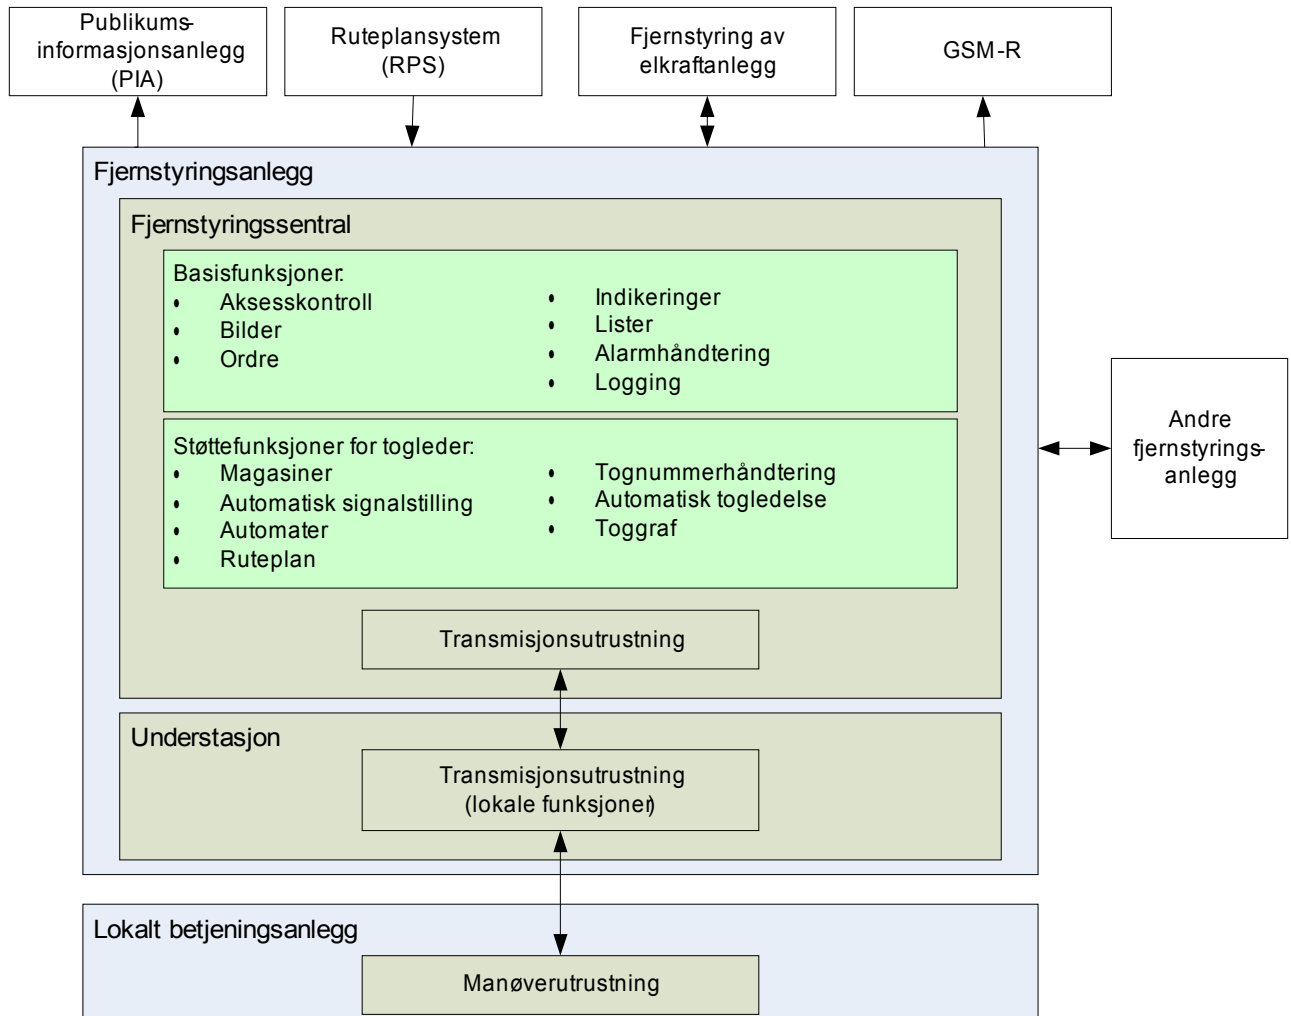 Publikums-
informasjonsanlegg
(PIA)
Ruteplansystem
(RPS)
Fjernstyring av
elkraftanlegg
GSM-R
Fjernstyringsanlegg
Fjernstyringssentral
Basisfunksjoner:
• Aksesskontroll
• Bilder
• Ordre
• Indikeringer
• Lister
• Alarmhåndtering
• Logging
Støttefunksjoner for togleder:
• Magasiner
• Automatisk signalstilling
• Automater
• Ruteplan
• Tognummerhåndtering
• Automatisk togledelse
• Toggraf
Transmisjonsutrustning
Andre
fjernstyrings-
anlegg
Understasjon
Transmisjonsutrustning
(lokale funksjoner)
Lokalt betjeningsanlegg
Manøverutrustning